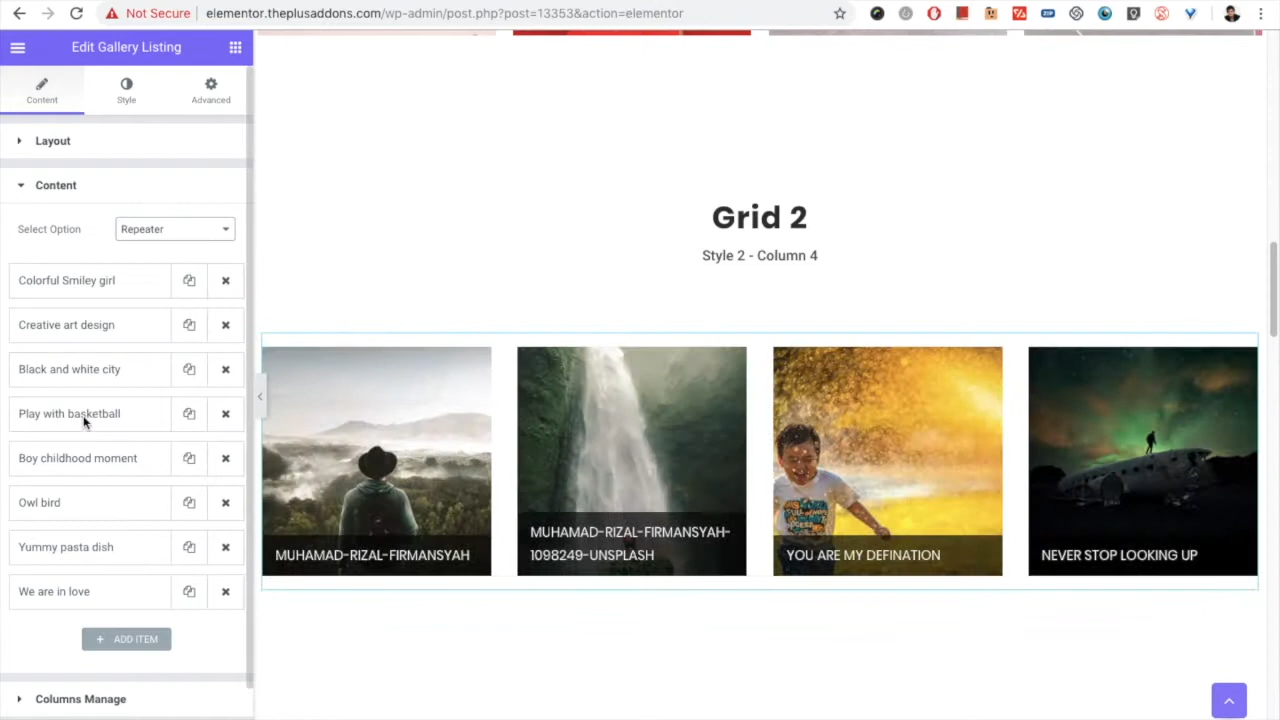 Not Secure
elementor.theplusaddons.com/wp-admin/post.php?post=13353&action=elementor
ZIP
Edit Gallery Listing
Content
Style
Advanced
Layout
Content
Select Option
Repeater
Colorful Smiley girl
Creative art design
Black and white city
Play with basketball
Boy childhood moment
Owl bird
Yummy pasta dish
We are in love
+ ADD ITEM
Columns Manage
Grid 2
Style 2 - Column 4
MUHAMAD-RIZAL-FIRMANSYAH
MUHAMAD-RIZAL-FIRMANSYAH-
1098249-UNSPLASH
YOU ARE MY DEFINATION
NEVER STOP LOOKING UP